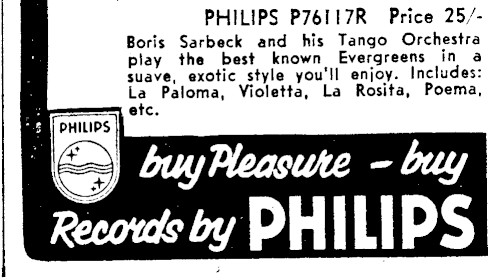 PHILIPS P76117R Price 25/-
Boris Sarbeck and his Tango Orchestra
play the best known Evergreens in a
suave, exotic style you'll enjoy. Includes:
La Paloma, Violetta, La Rosita, Poema,
etc.
PHILIPS
buy Pleasure – buy
Records by PHILIPS